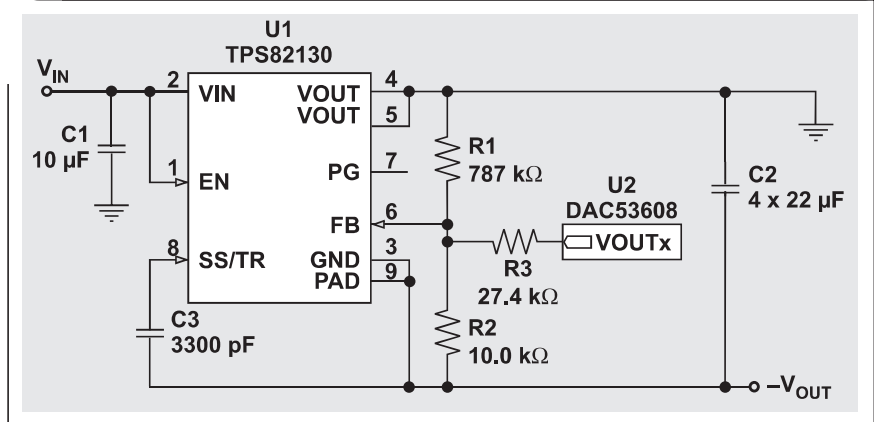 U1
TPS82130
V_IN
2
VIN
VOUT
4
VOUT
5
C1
10 µF
1
EN
PG
7
R1
787 kΩ
U2
DAC53608
C2
4 x 22 µF
FB
6
VOUTx
8
SS/TR
GND
3
PAD
9
R3
27.4 kΩ
C3
3300 pF
R2
10.0 kΩ
–V_OUT